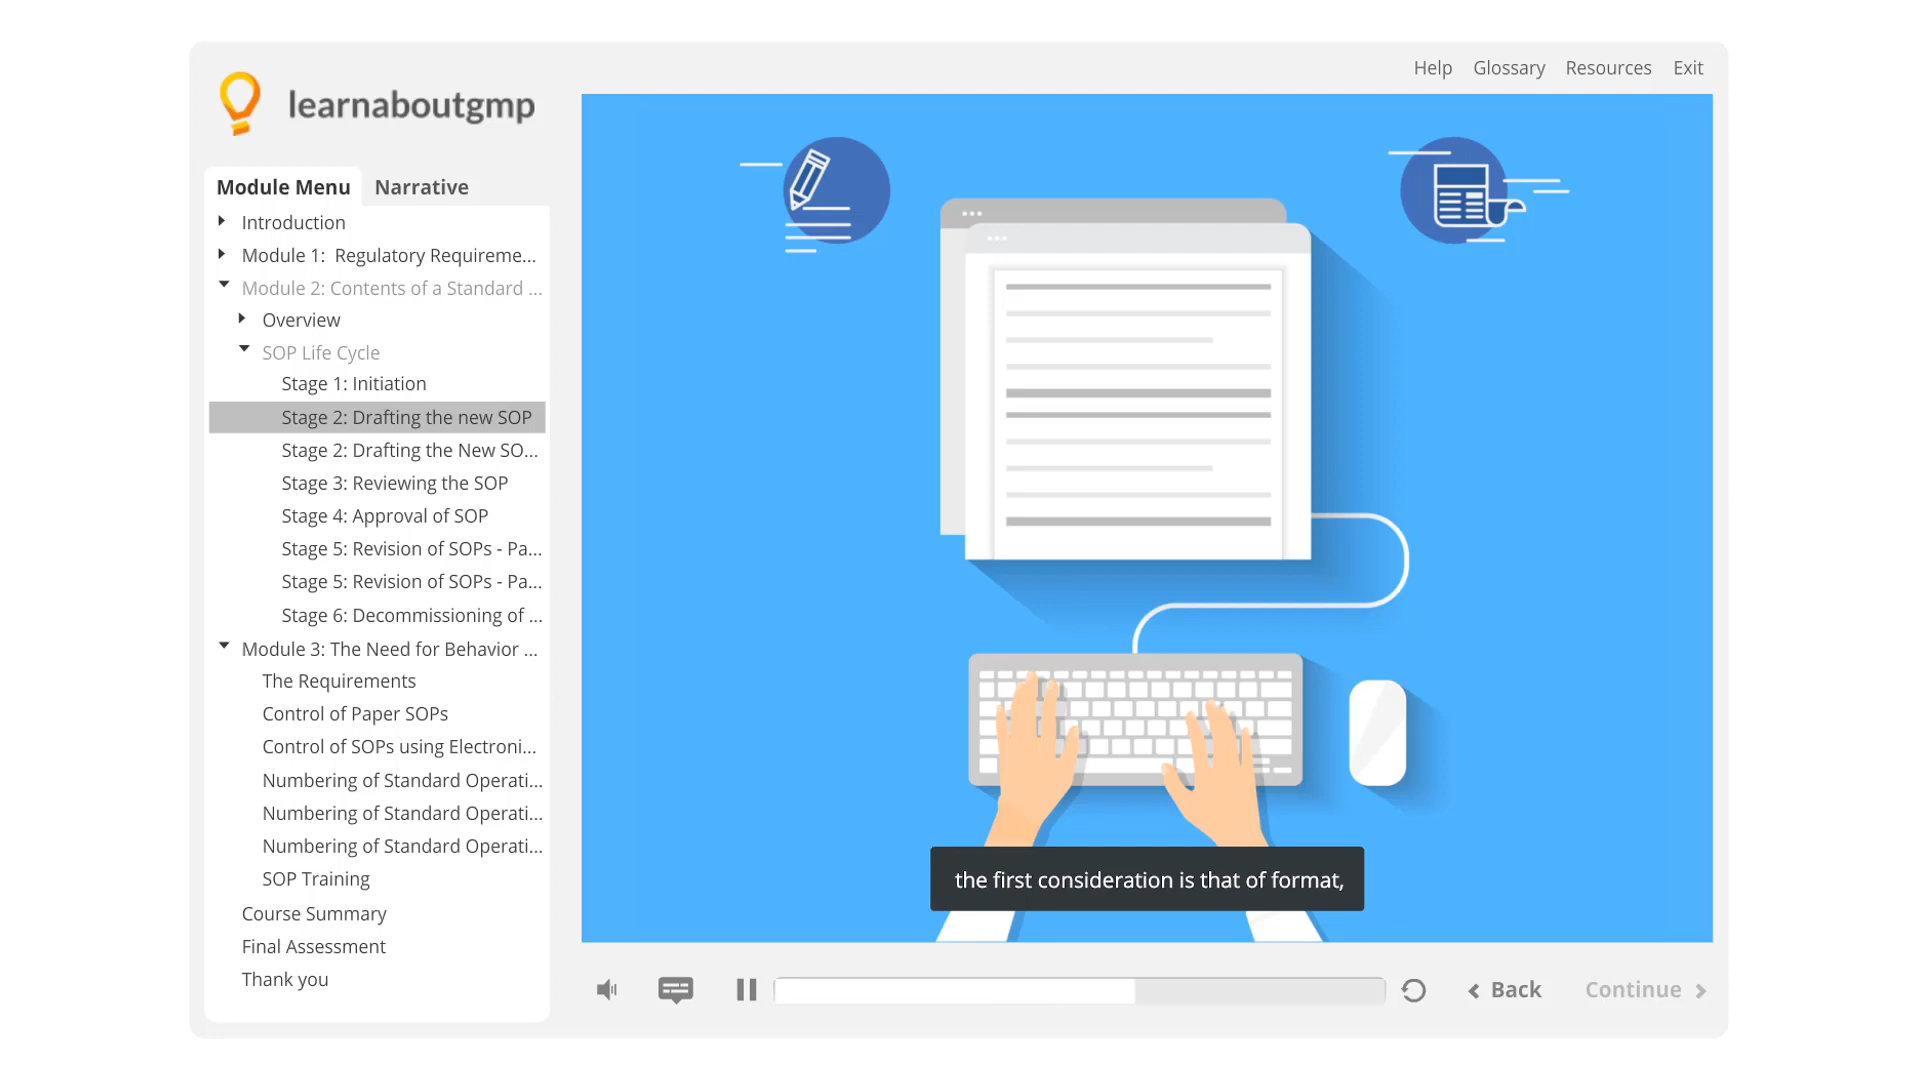 Help Glossary Resources Exit
learnaboutgmp
Module Menu Narrative
Introduction
Module 1:  Regulatory Requireme...
Module 2: Contents of a Standard ...
Overview
SOP Life Cycle
Stage 1: Initiation
Stage 2: Drafting the new SOP
Stage 2: Drafting the New SO...
Stage 3: Reviewing the SOP
Stage 4: Approval of SOP
Stage 5: Revision of SOPs - Pa...
Stage 5: Revision of SOPs - Pa...
Stage 6: Decommissioning of ...
Module 3: The Need for Behavior ...
The Requirements
Control of Paper SOPs
Control of SOPs using Electroni...
Numbering of Standard Operati...
Numbering of Standard Operati...
Numbering of Standard Operati...
SOP Training
Course Summary
Final Assessment
Thank you
the first consideration is that of format,
Back Continue